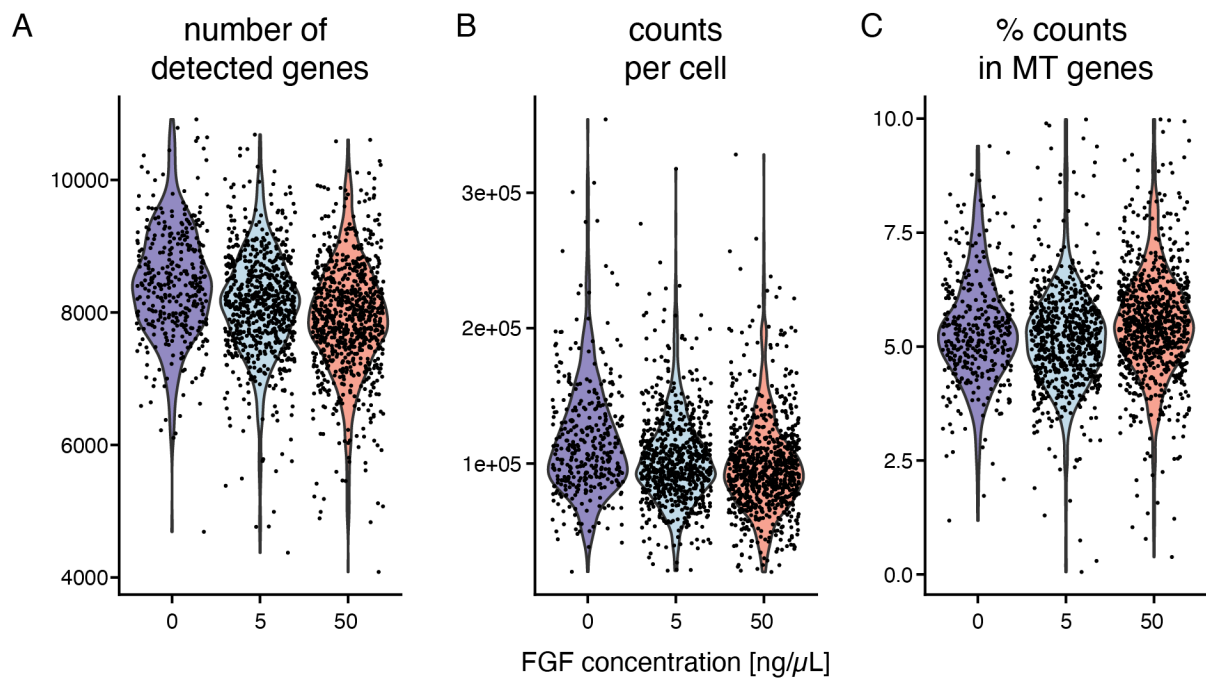 A
number of
detected genes
10000
8000
6000
4000
0 5 50
B
counts
per cell
3e+05
2e+05
1e+05
0 5 50
FGF concentration [ng/µL]
C
% counts
in MT genes
10.0
7.5
5.0
2.5
0.0
0 5 50